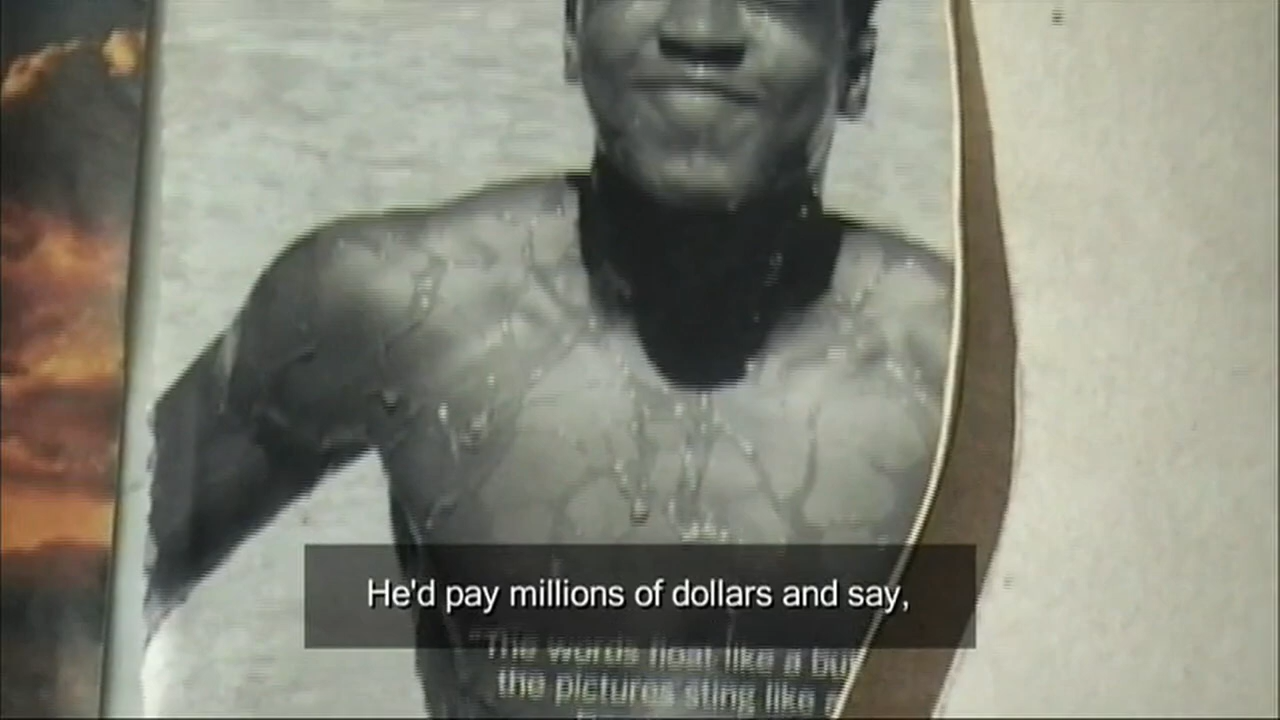 He'd pay millions of dollars and say,
"The words float like a
the pictures sting like